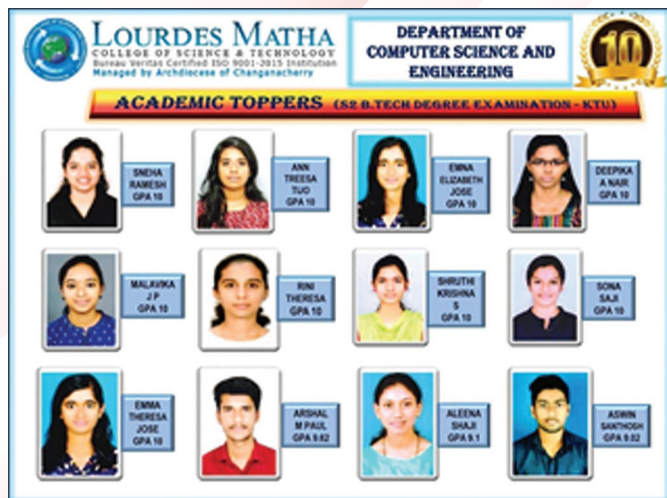 LOURDES MATHA
COLLEGE OF SCIENCE & TECHNOLOGY
Bureau Veritas Certified ISO 9001-2015 Institution
Managed by Archdiocese of Changanacherry
DEPARTMENT OF
COMPUTER SCIENCE AND
ENGINEERING
10
ACADEMIC TOPPERS (S2 B.TECH DEGREE EXAMINATION - KTU)
SNEHA
RAMESH
GPA 10
ANN
TREESA
TIJO
GPA 10
EMNA
ELIZABETH
JOSE
GPA 10
DEEPIKA
A NAIR
GPA 10
MALAVIKA
J P
GPA 10
RINI
THERESA
GPA 10
SHRUTHI
KRISHNA
S
GPA 10
SONA
SAJI
GPA 10
EMMA
THERESA
JOSE
GPA 10
ARSHAL
M PAUL
GPA 9.62
ALEENA
SHAJI
GPA 9.1
ASWIN
SANTHOSH
GPA 9.02